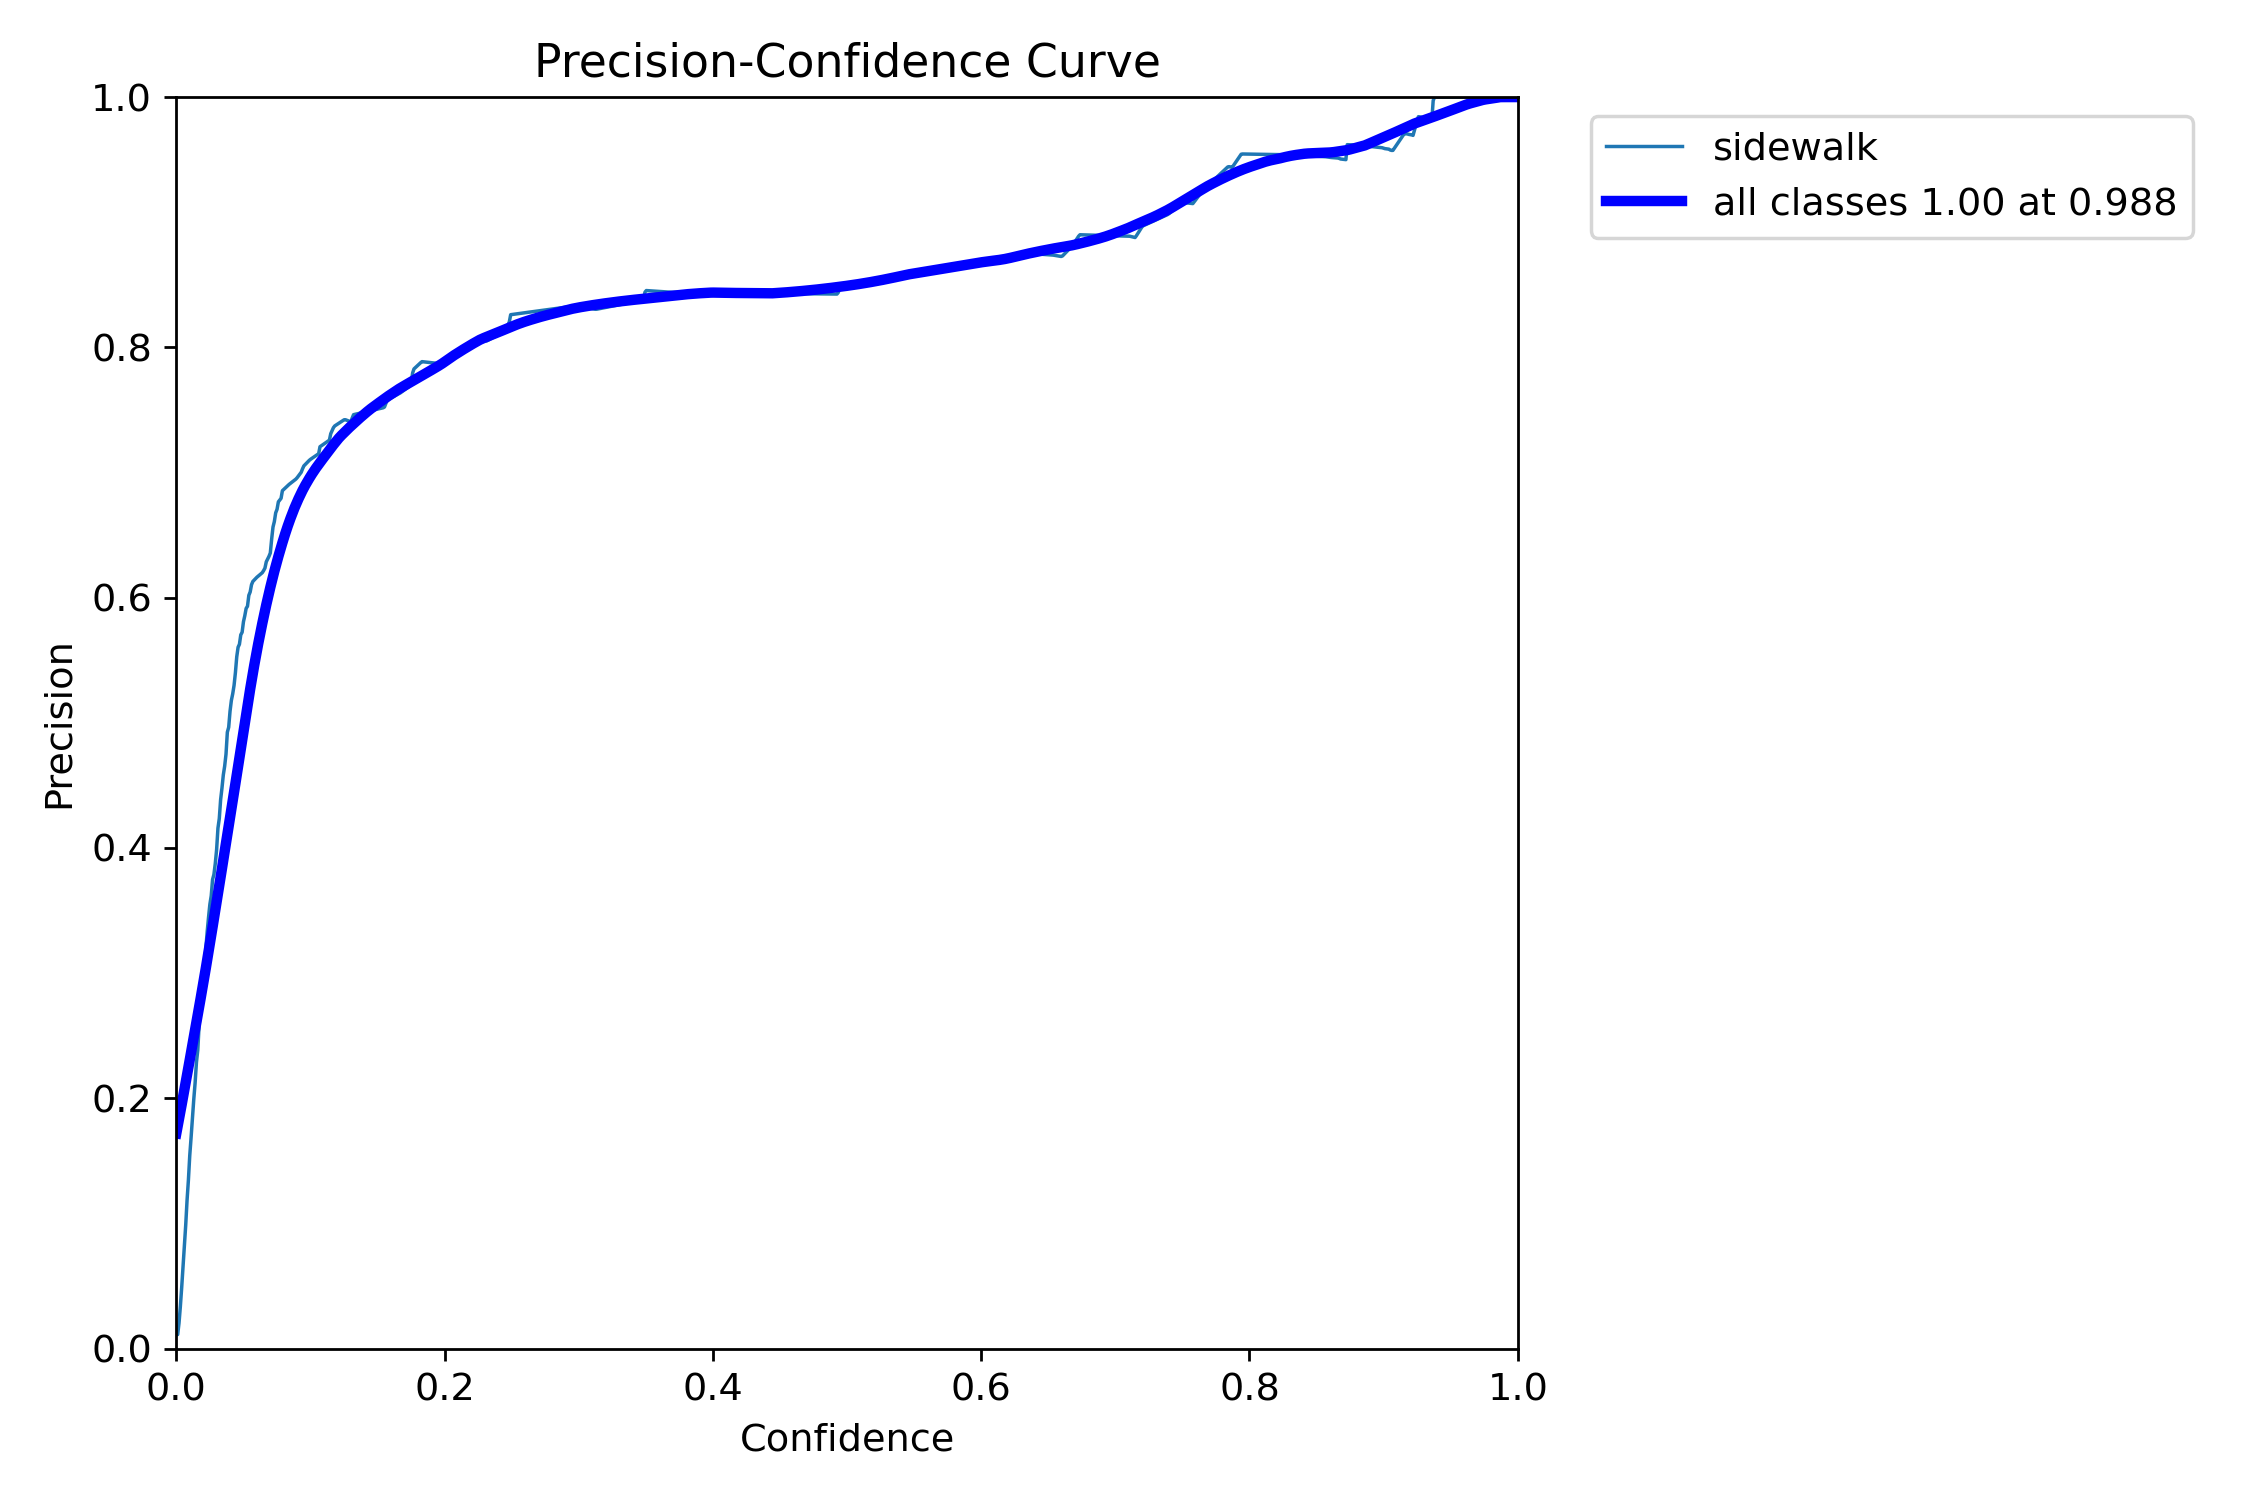 Precision-Confidence Curve
1.0
0.8
0.6
0.4
0.2
0.0
Precision
0.0 0.2 0.4 0.6 0.8 1.0
Confidence
sidewalk
all classes 1.00 at 0.988